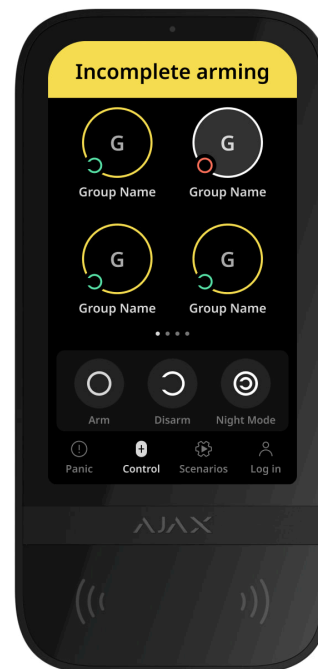 Incomplete arming
G G
Group Name Group Name
G G
Group Name Group Name
Arm Disarm Night Mode
Panic Control Scenarios Log in
AJAX